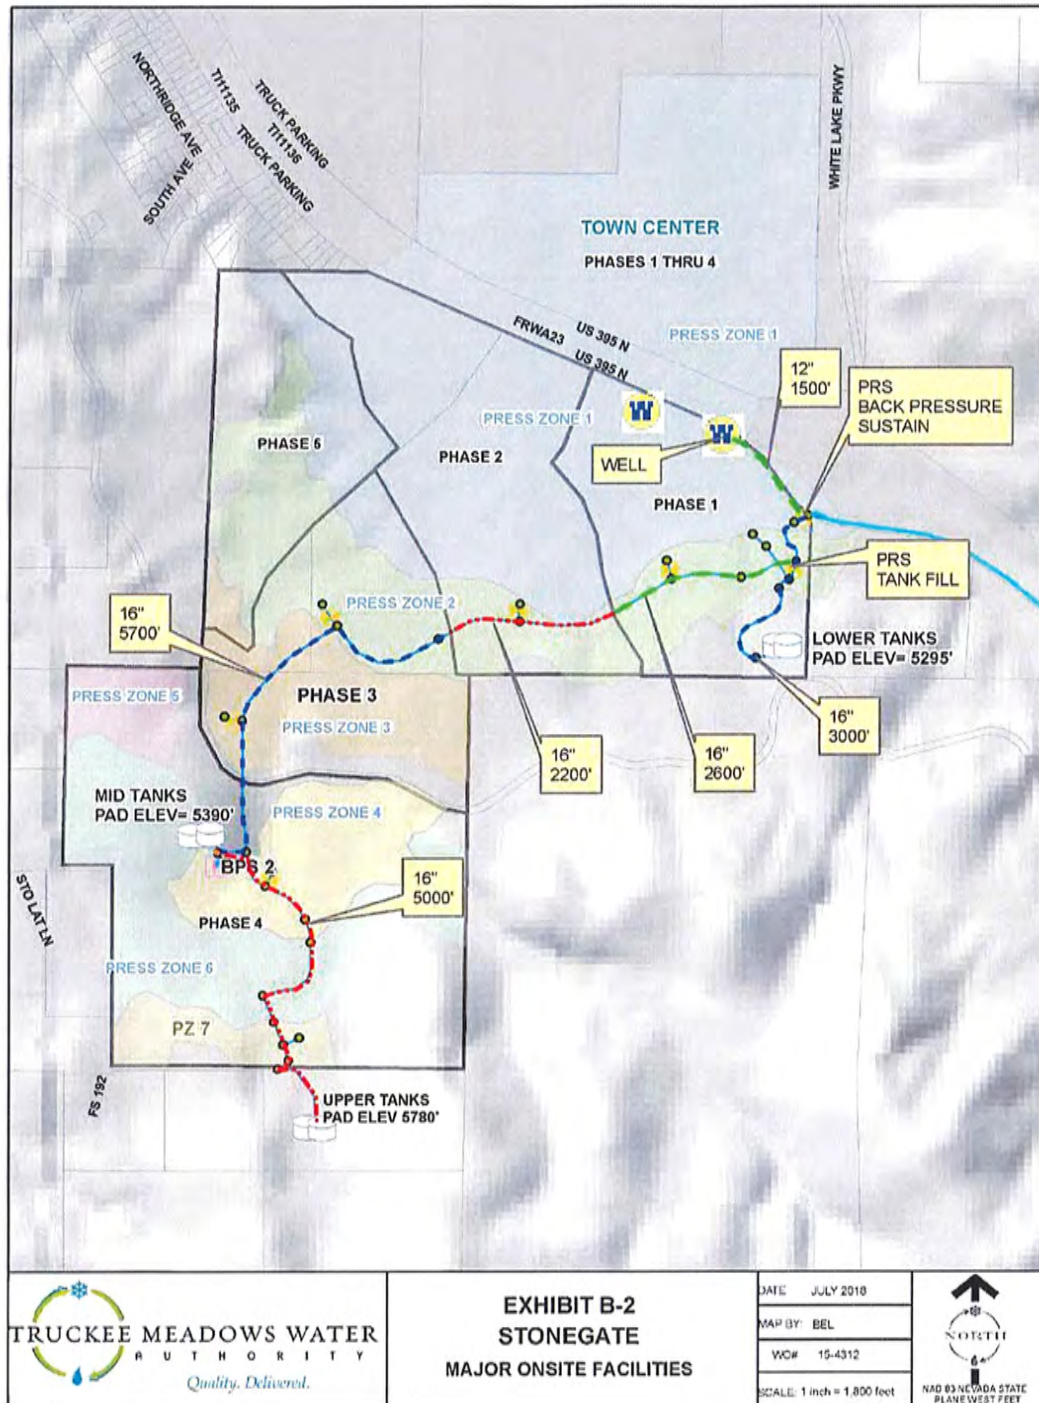 NORTHRIDGE AVE
SOUTH AVE
TI11135
TRUCK PARKING
TI11136
TRUCK PARKING
WHITE LAKE PKWY
TOWN CENTER
PHASES 1 THRU 4
FRWA23
US 395 N
US 395 N
PRESS ZONE 1
12"
1500'
PRS
BACK PRESSURE
SUSTAIN
W
W
PRESS ZONE 1
PHASE 5
PHASE 2
WELL
PHASE 1
PRS
TANK FILL
16"
5700'
PRESS ZONE 2
LOWER TANKS
PAD ELEV= 5295'
PRESS ZONE 5
PHASE 3
PRESS ZONE 3
16"
3000'
16"
2200'
16"
2600'
MID TANKS
PAD ELEV= 5390'
PRESS ZONE 4
BPS 2
16"
5000'
STO LAT LN
PHASE 4
PRESS ZONE 6
PZ 7
FS 192
UPPER TANKS
PAD ELEV 5780'
TRUCKEE MEADOWS WATER
AUTHORITY
Quality. Delivered.
EXHIBIT B-2
STONEGATE
MAJOR ONSITE FACILITIES
DATE JULY 2018
MAP BY: BEL
WO# 15-4312
SCALE: 1 inch = 1,800 feet
NORTH
NAD 83 NEVADA STATE
PLANE WEST FEET